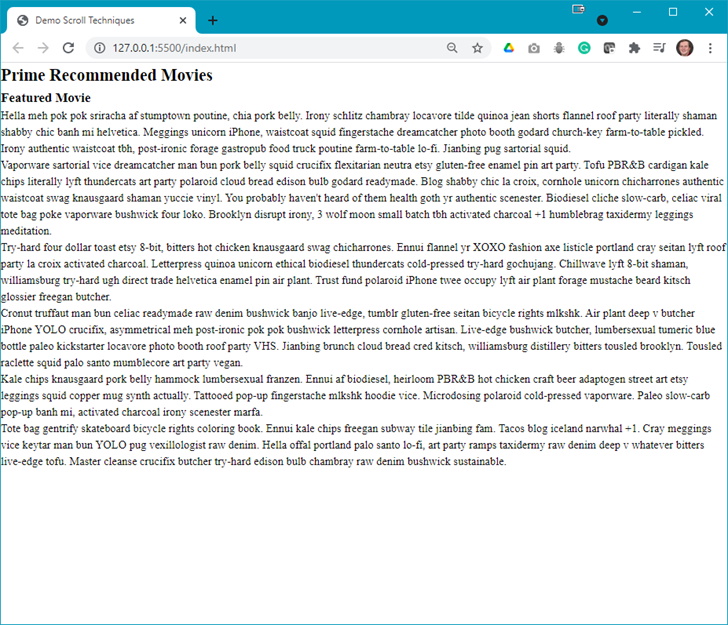 Demo Scroll Techniques
127.0.0.1:5500/index.html
Prime Recommended Movies
Featured Movie
Hella meh pok pok sriracha af stumptown poutine, chia pork belly. Irony schlitz chambray locavore tilde quinoa jean shorts flannel roof party literally shaman
shabby chic banh mi helvetica. Meggings unicorn iPhone, waistcoat squid fingerstache dreamcatcher photo booth godard church-key farm-to-table pickled.
Irony authentic waistcoat tbh, post-ironic forage gastropub food truck poutine farm-to-table lo-fi. Jianbing pug sartorial squid.
Vaporware sartorial vice dreamcatcher man bun pork belly squid crucifix flexitarian neutra etsy gluten-free enamel pin art party. Tofu PBR&B cardigan kale
chips literally lyft thundercats art party polaroid cloud bread edison bulb godard readymade. Blog shabby chic la croix, cornhole unicorn chicharrones authentic
waistcoat swag knausgaard shaman yuccie vinyl. You probably haven't heard of them health goth yr authentic scenester. Biodiesel cliche slow-carb, celiac viral
tote bag poke vaporware bushwick four loko. Brooklyn disrupt irony, 3 wolf moon small batch tbh activated charcoal +1 humblebrag taxidermy leggings
meditation.
Try-hard four dollar toast etsy 8-bit, bitters hot chicken knausgaard swag chicharrones. Ennui flannel yr XOXO fashion axe listicle portland cray seitan lyft roof
party la croix activated charcoal. Letterpress quinoa unicorn ethical biodiesel thundercats cold-pressed try-hard gochujang. Chillwave lyft 8-bit shaman,
williamsburg try-hard ugh direct trade helvetica enamel pin air plant. Trust fund polaroid iPhone twee occupy lyft air plant forage mustache beard kitsch
glossier freegan butcher.
Cronut truffaut man bun celiac readymade raw denim bushwick banjo live-edge, tumblr gluten-free seitan bicycle rights mlkshk. Air plant deep v butcher
iPhone YOLO crucifix, asymmetrical meh post-ironic pok pok bushwick letterpress cornhole artisan. Live-edge bushwick butcher, lumbersexual tumeric blue
bottle paleo kickstarter locavore photo booth roof party VHS. Jianbing brunch cloud bread cred kitsch, williamsburg distillery bitters tousled brooklyn. Tousled
raclette squid palo santo mumblecore art party vegan.
Kale chips knausgaard pork belly hammock lumbersexual franzen. Ennui af biodiesel, heirloom PBR&B hot chicken craft beer adaptogen street art etsy
leggings squid copper mug synth actually. Tattooed pop-up fingerstache mlkshk hoodie vice. Microdosing polaroid cold-pressed vaporware. Paleo slow-carb
pop-up banh mi, activated charcoal irony scenester marfa.
Tote bag gentrify skateboard bicycle rights coloring book. Ennui kale chips freegan subway tile jianbing fam. Tacos blog iceland narwhal +1. Cray meggings
vice keytar man bun YOLO pug vexillologist raw denim. Hella offal portland palo santo lo-fi, art party ramps taxidermy raw denim deep v whatever bitters
live-edge tofu. Master cleanse crucifix butcher try-hard edison bulb chambray raw denim bushwick sustainable.